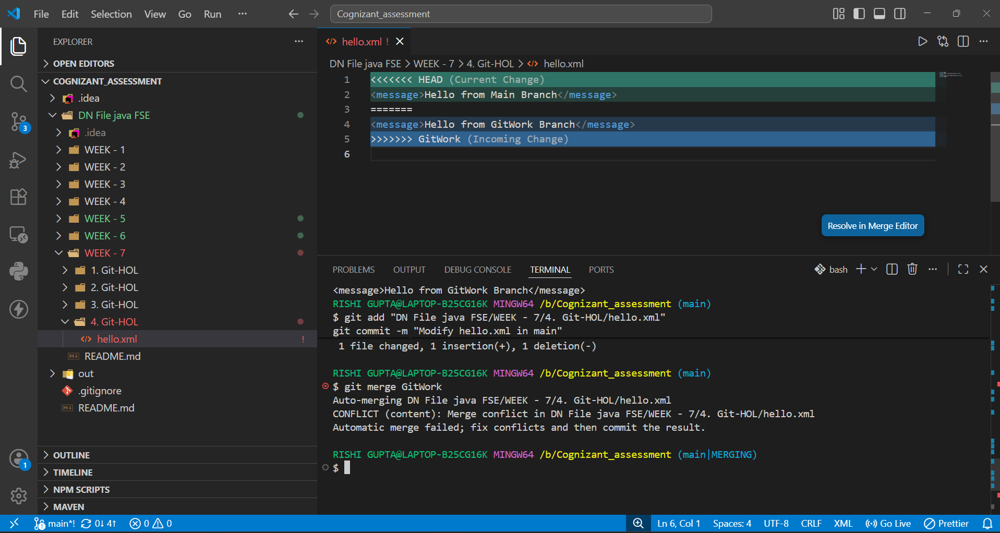 File Edit Selection View Go Run ···
Cognizant_assessment
EXPLORER
OPEN EDITORS
COGNIZANT_ASSESSMENT
.idea
DN File java FSE
.idea
WEEK - 1
WEEK - 2
WEEK - 3
WEEK - 4
WEEK - 5
WEEK - 6
WEEK - 7
1. Git-HOL
2. Git-HOL
3. Git-HOL
4. Git-HOL
hello.xml !
README.md
out
.gitignore
README.md
OUTLINE
TIMELINE
NPM SCRIPTS
MAVEN
3
1
hello.xml !
DN File java FSE > WEEK - 7 > 4. Git-HOL > hello.xml
1 <<<<<<< HEAD (Current Change)
2 <message>Hello from Main Branch</message>
3 =======
4 <message>Hello from GitWork Branch</message>
5 >>>>>>> GitWork (Incoming Change)
6
Resolve in Merge Editor
PROBLEMS OUTPUT DEBUG CONSOLE TERMINAL PORTS
bash
<message>Hello from GitWork Branch</message>
RISHI GUPTA@LAPTOP-B25CG16K MINGW64 /b/Cognizant_assessment (main)
$ git add "DN File java FSE/WEEK - 7/4. Git-HOL/hello.xml"
git commit -m "Modify hello.xml in main"
1 file changed, 1 insertion(+), 1 deletion(-)
RISHI GUPTA@LAPTOP-B25CG16K MINGW64 /b/Cognizant_assessment (main)
$ git merge GitWork
Auto-merging DN File java FSE/WEEK - 7/4. Git-HOL/hello.xml
CONFLICT (content): Merge conflict in DN File java FSE/WEEK - 7/4. Git-HOL/hello.xml
Automatic merge failed; fix conflicts and then commit the result.
RISHI GUPTA@LAPTOP-B25CG16K MINGW64 /b/Cognizant_assessment (main|MERGING)
$
main*! 0↓ 4↑ 0 0 Ln 6, Col 1 Spaces: 4 UTF-8 CRLF XML Go Live Prettier